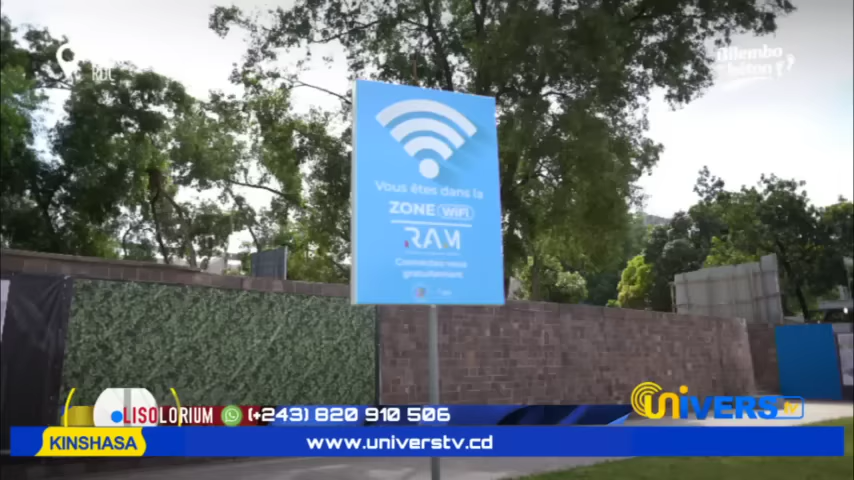 RDC
Vous êtes dans la
ZONE WiFi
RAM
Connectez-vous
gratuitement
LISOLORIUM (+243) 820 910 506
UNIVERS tv
KINSHASA
www.universtv.cd